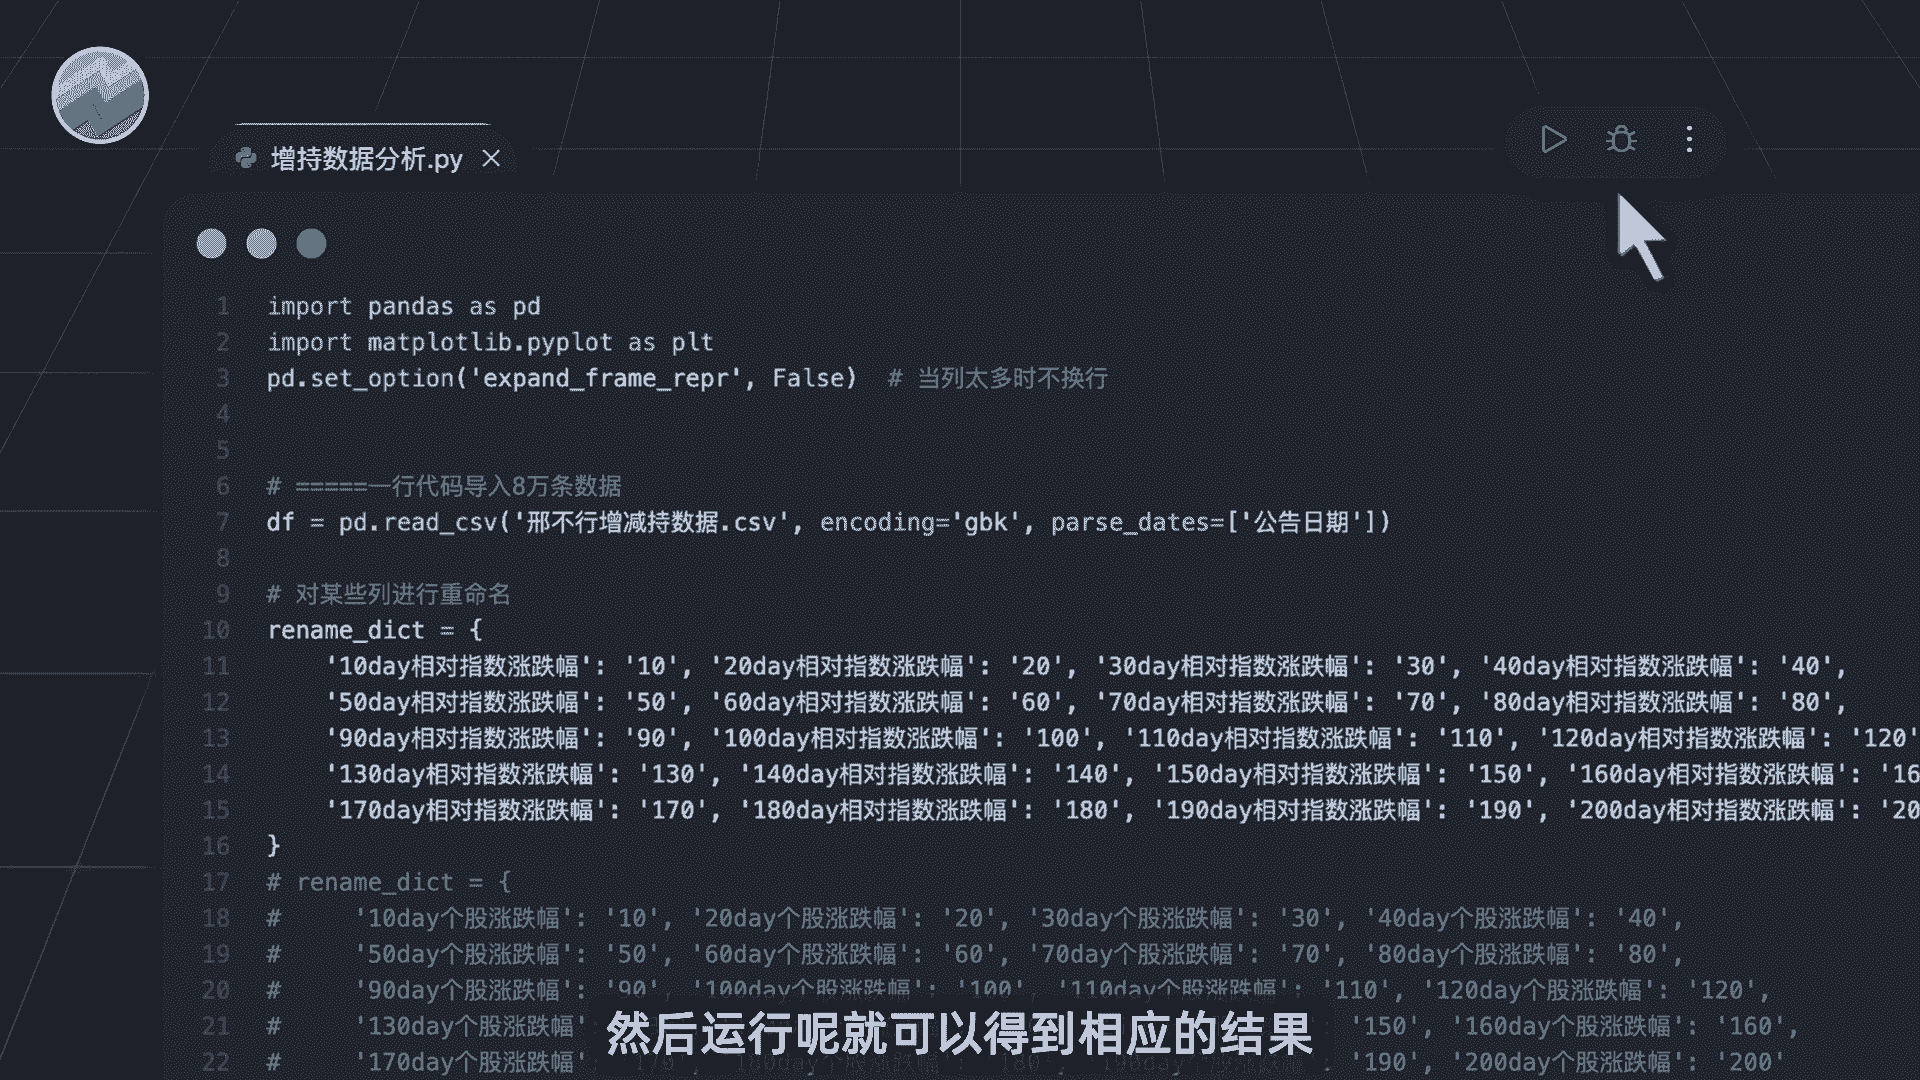 增持数据分析.py
1 import pandas as pd
2 import matplotlib.pyplot as plt
3 pd.set_option('expand_frame_repr', False)  # 当列太多时不换行
4
5
6 # =====一行代码导入8万条数据
7 df = pd.read_csv('邢不行增减持数据.csv', encoding='gbk', parse_dates=['公告日期'])
8
9 # 对某些列进行重命名
10 rename_dict = {
11     '10day相对指数涨跌幅': '10', '20day相对指数涨跌幅': '20', '30day相对指数涨跌幅': '30', '40day相对指数涨跌幅': '40',
12     '50day相对指数涨跌幅': '50', '60day相对指数涨跌幅': '60', '70day相对指数涨跌幅': '70', '80day相对指数涨跌幅': '80',
13     '90day相对指数涨跌幅': '90', '100day相对指数涨跌幅': '100', '110day相对指数涨跌幅': '110', '120day相对指数涨跌幅': '120'
14     '130day相对指数涨跌幅': '130', '140day相对指数涨跌幅': '140', '150day相对指数涨跌幅': '150', '160day相对指数涨跌幅': '16
15     '170day相对指数涨跌幅': '170', '180day相对指数涨跌幅': '180', '190day相对指数涨跌幅': '190', '200day相对指数涨跌幅': '20
16 }
17 # rename_dict = {
18 #     '10day个股涨跌幅': '10', '20day个股涨跌幅': '20', '30day个股涨跌幅': '30', '40day个股涨跌幅': '40',
19 #     '50day个股涨跌幅': '50', '60day个股涨跌幅': '60', '70day个股涨跌幅': '70', '80day个股涨跌幅': '80',
20 #     '90day个股涨跌幅': '90', '100day个股涨跌幅': '100', '110day个股涨跌幅': '110', '120day个股涨跌幅': '120',
21 #     '130day个股涨跌幅' '150', '160day个股涨跌幅': '160',
22 #     '170day个股涨跌幅' '190', '200day个股涨跌幅': '200'
然后运行呢就可以得到相应的结果